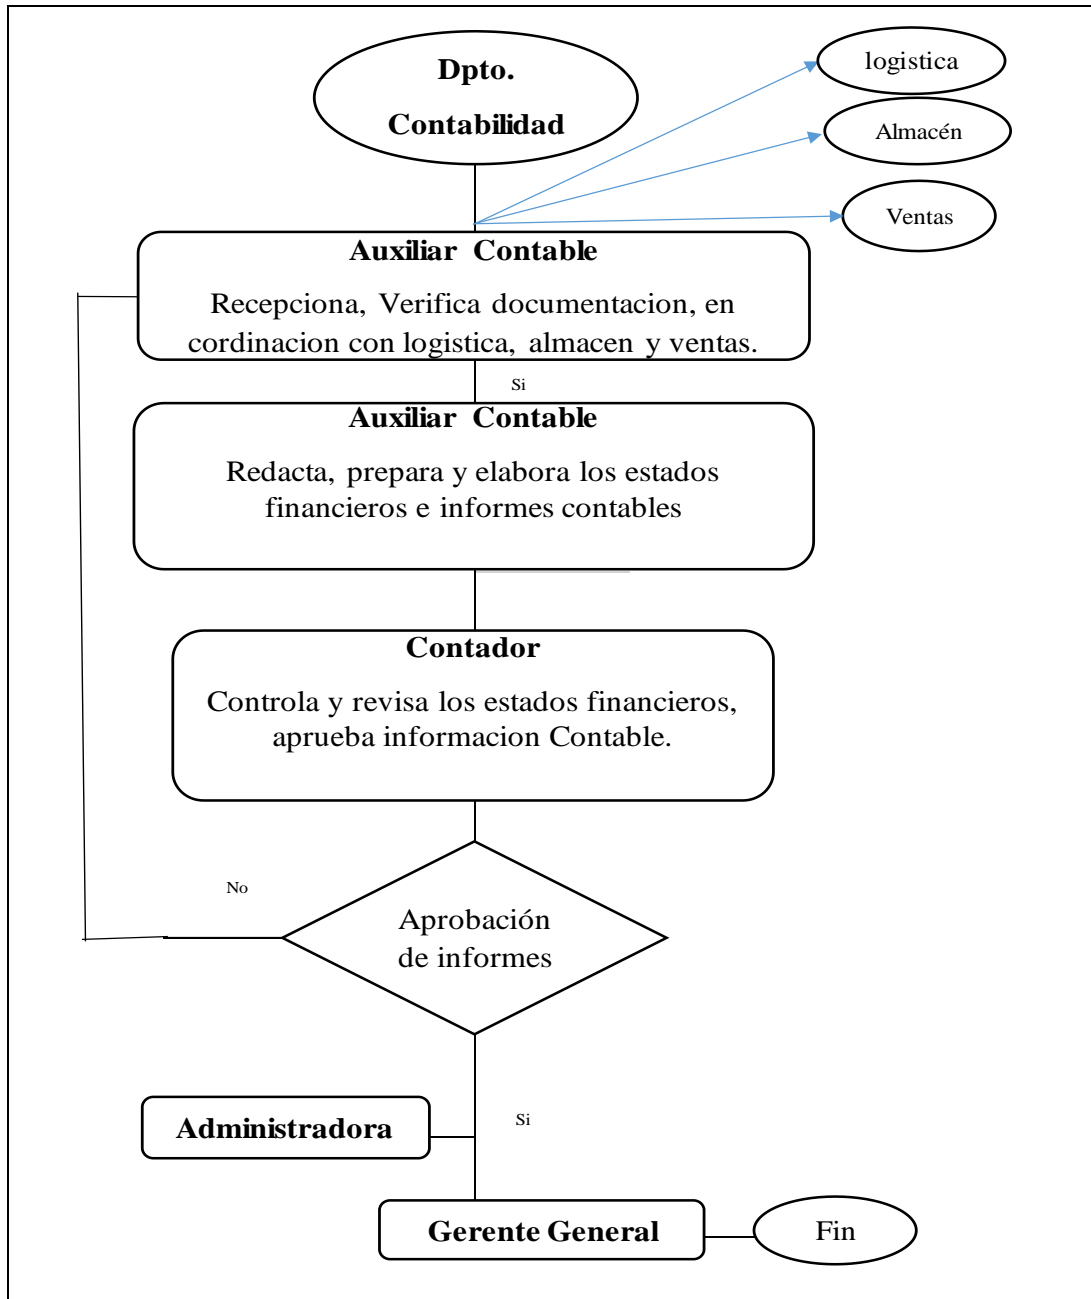 Dpto.
Contabilidad
logistica
Almacén
Ventas
Auxiliar Contable
Recepciona, Verifica documentacion, en
cordinacion con logistica, almacen y ventas.
Si
Auxiliar Contable
Redacta, prepara y elabora los estados
financieros e informes contables
Contador
Controla y revisa los estados financieros,
aprueba informacion Contable.
No
Aprobación
de informes
Si
Administradora
Gerente General
Fin